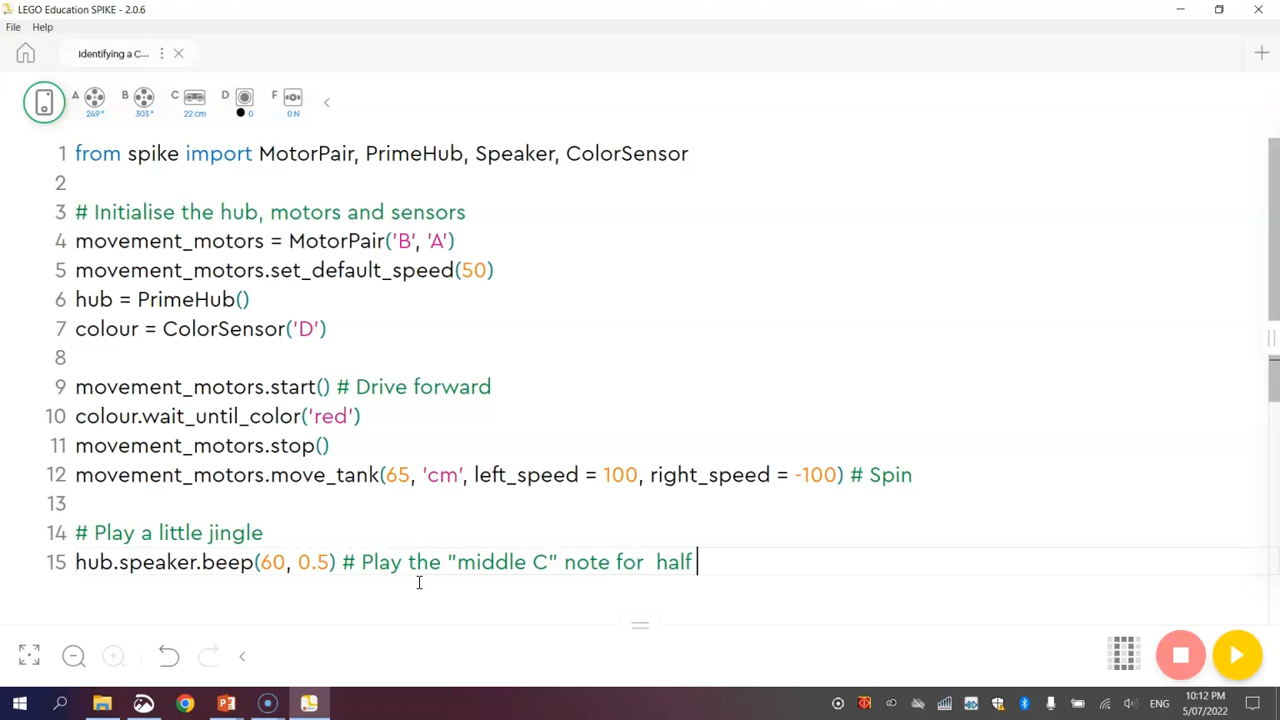 LEGO Education SPIKE - 2.0.6
File Help
Identifying a C...
A B C D F
249° 303° 22 cm 0 0 N
1 from spike import MotorPair, PrimeHub, Speaker, ColorSensor
2
3 # Initialise the hub, motors and sensors
4 movement_motors = MotorPair('B', 'A')
5 movement_motors.set_default_speed(50)
6 hub = PrimeHub()
7 colour = ColorSensor('D')
8
9 movement_motors.start() # Drive forward
10 colour.wait_until_color('red')
11 movement_motors.stop()
12 movement_motors.move_tank(65, 'cm', left_speed = 100, right_speed = -100) # Spin
13
14 # Play a little jingle
15 hub.speaker.beep(60, 0.5) # Play the "middle C" note for  half
ENG
10:12 PM
5/07/2022